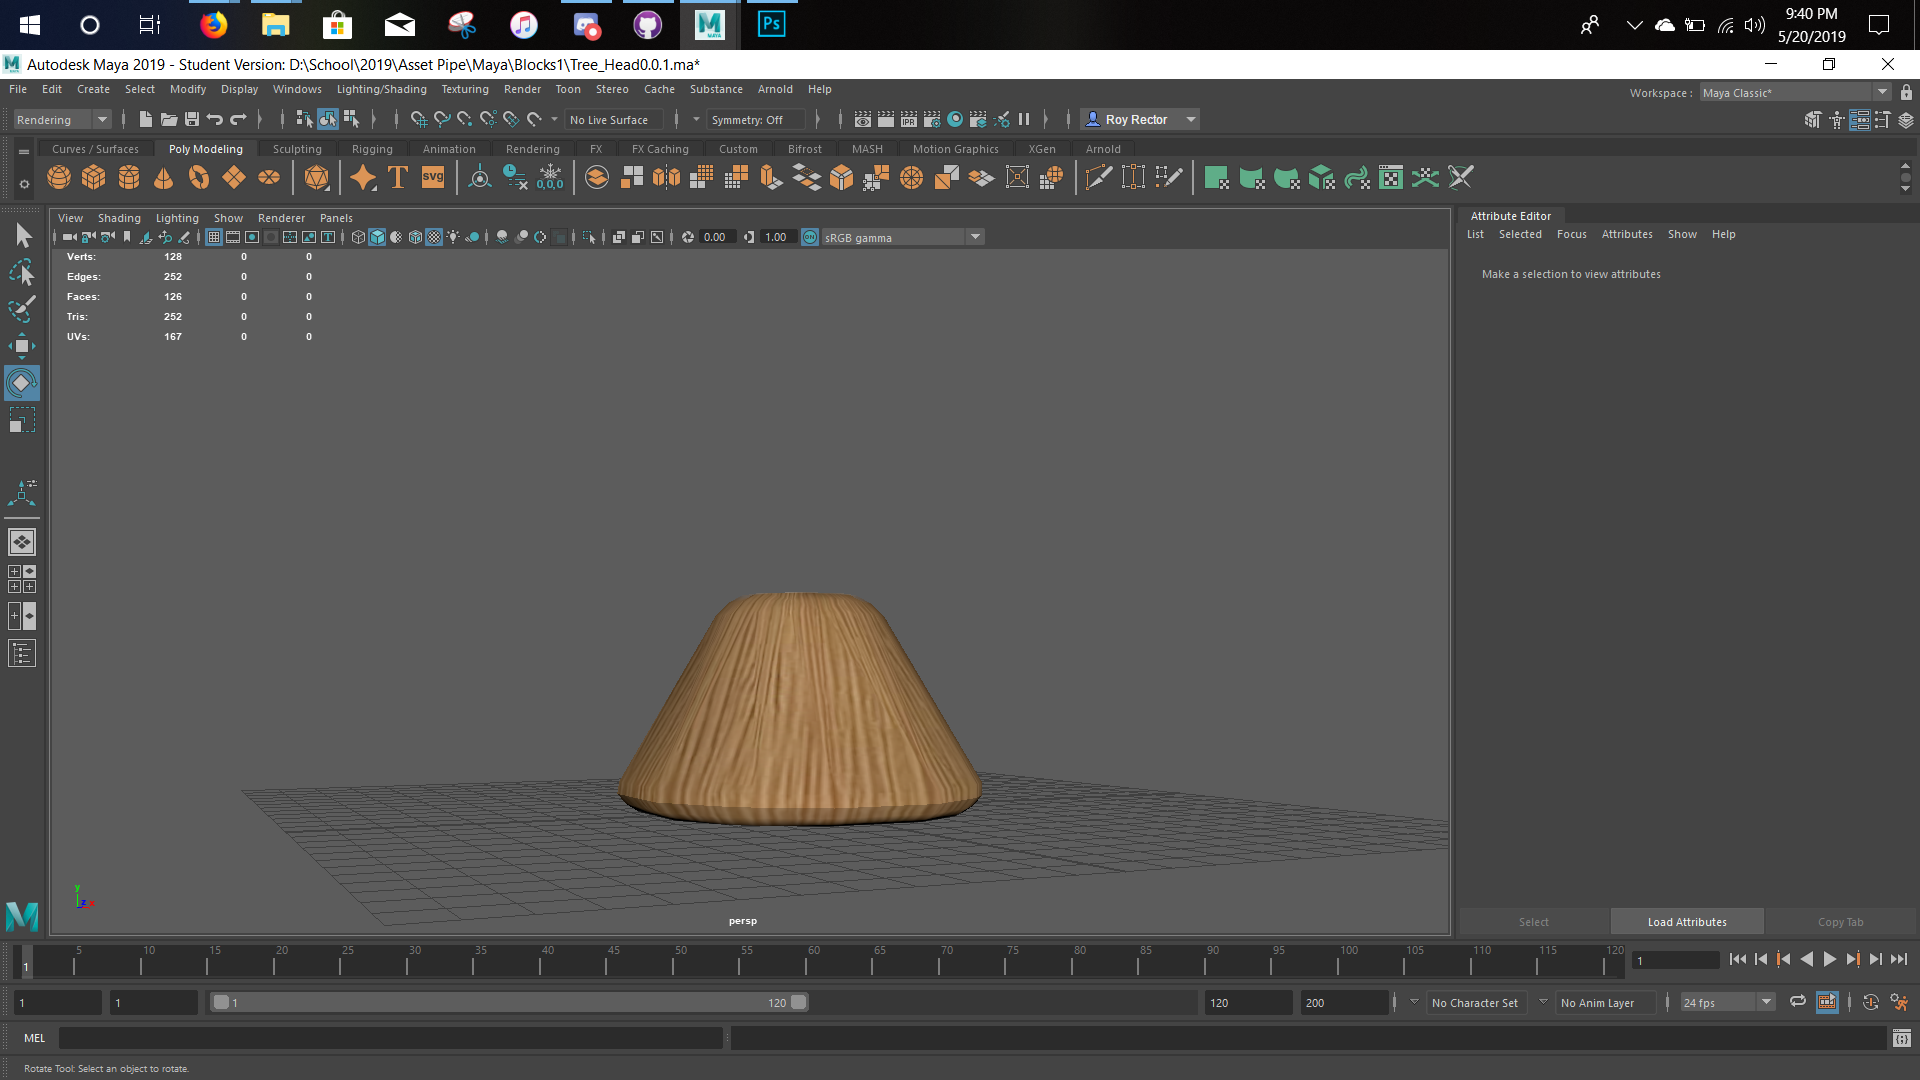 9:40 PM
5/20/2019
Ps
MAYA
Autodesk Maya 2019 - Student Version: D:\School\2019\Asset Pipe\Maya\Blocks1\Tree_Head0.0.1.ma*
File Edit Create Select Modify Display Windows Lighting/Shading Texturing Render Toon Stereo Cache Substance Arnold Help
Workspace : Maya Classic*
Rendering No Live Surface Symmetry: Off IPR Roy Rector
Curves / Surfaces Poly Modeling Sculpting Rigging Animation Rendering FX FX Caching Custom Bifrost MASH Motion Graphics XGen Arnold
T svg 0,0,0
View Shading Lighting Show Renderer Panels
0.00 1.00 ON sRGB gamma
Verts: 128 0 0
Edges: 252 0 0
Faces: 126 0 0
Tris: 252 0 0
UVs: 167 0 0
y
z x
persp
Attribute Editor
List Selected Focus Attributes Show Help
Make a selection to view attributes
Select Load Attributes Copy Tab
1 5 10 15 20 25 30 35 40 45 50 55 60 65 70 75 80 85 90 95 100 105 110 115 120 1
1 1 1 120 120 200 No Character Set No Anim Layer 24 fps
MEL
Rotate Tool: Select an object to rotate.